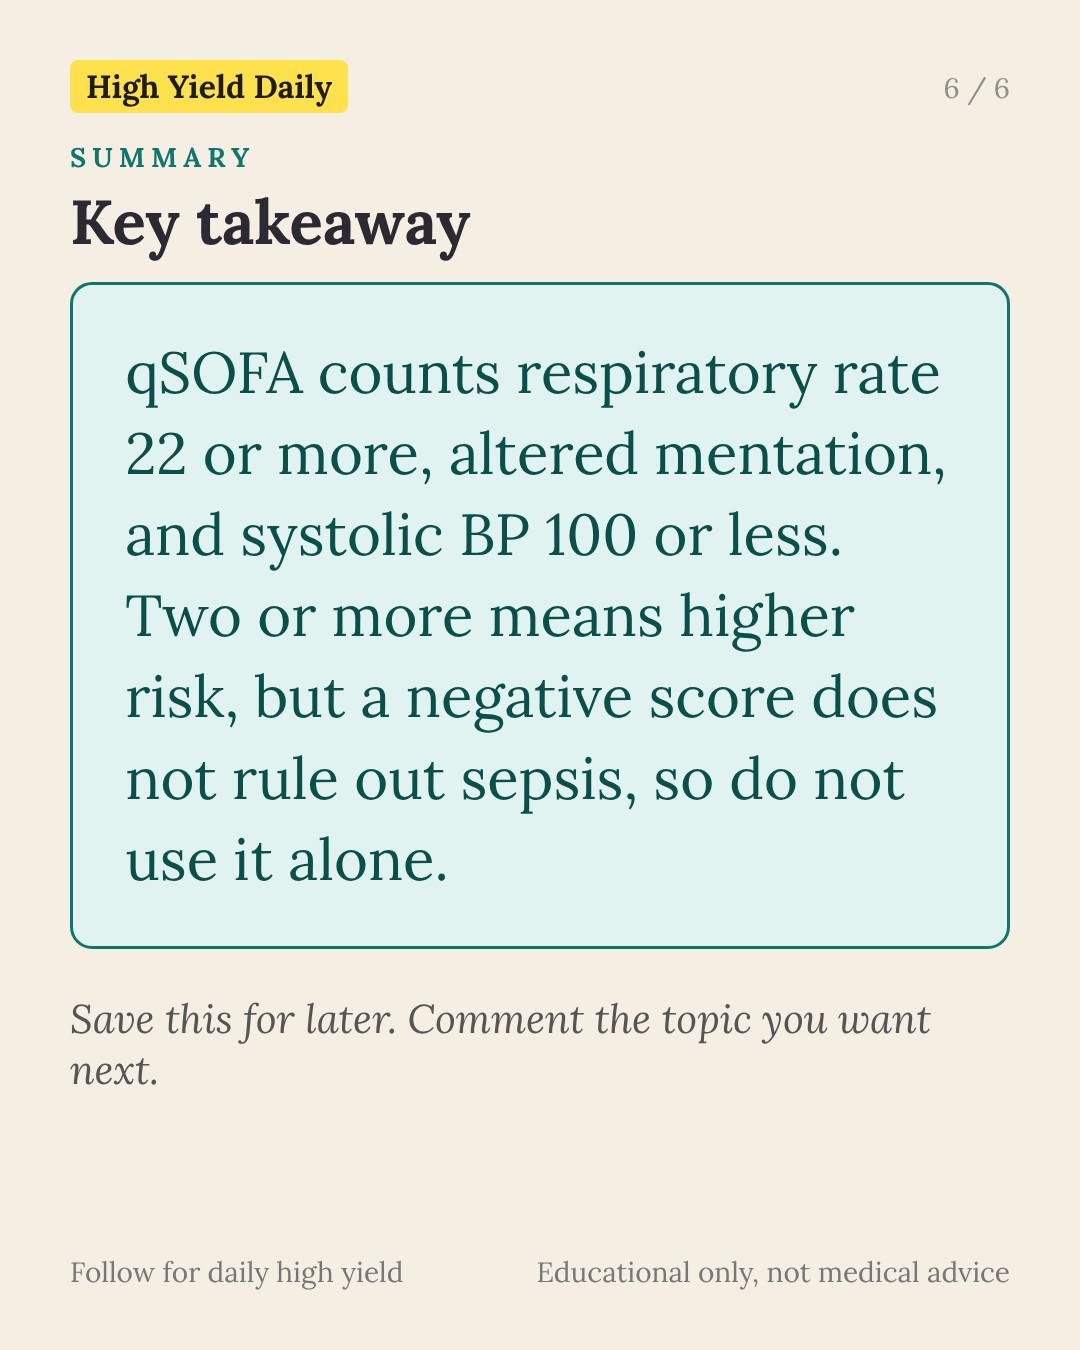 High Yield Daily
6 / 6
SUMMARY
Key takeaway
qSOFA counts respiratory rate
22 or more, altered mentation,
and systolic BP 100 or less.
Two or more means higher
risk, but a negative score does
not rule out sepsis, so do not
use it alone.
Save this for later. Comment the topic you want
next.
Follow for daily high yield
Educational only, not medical advice